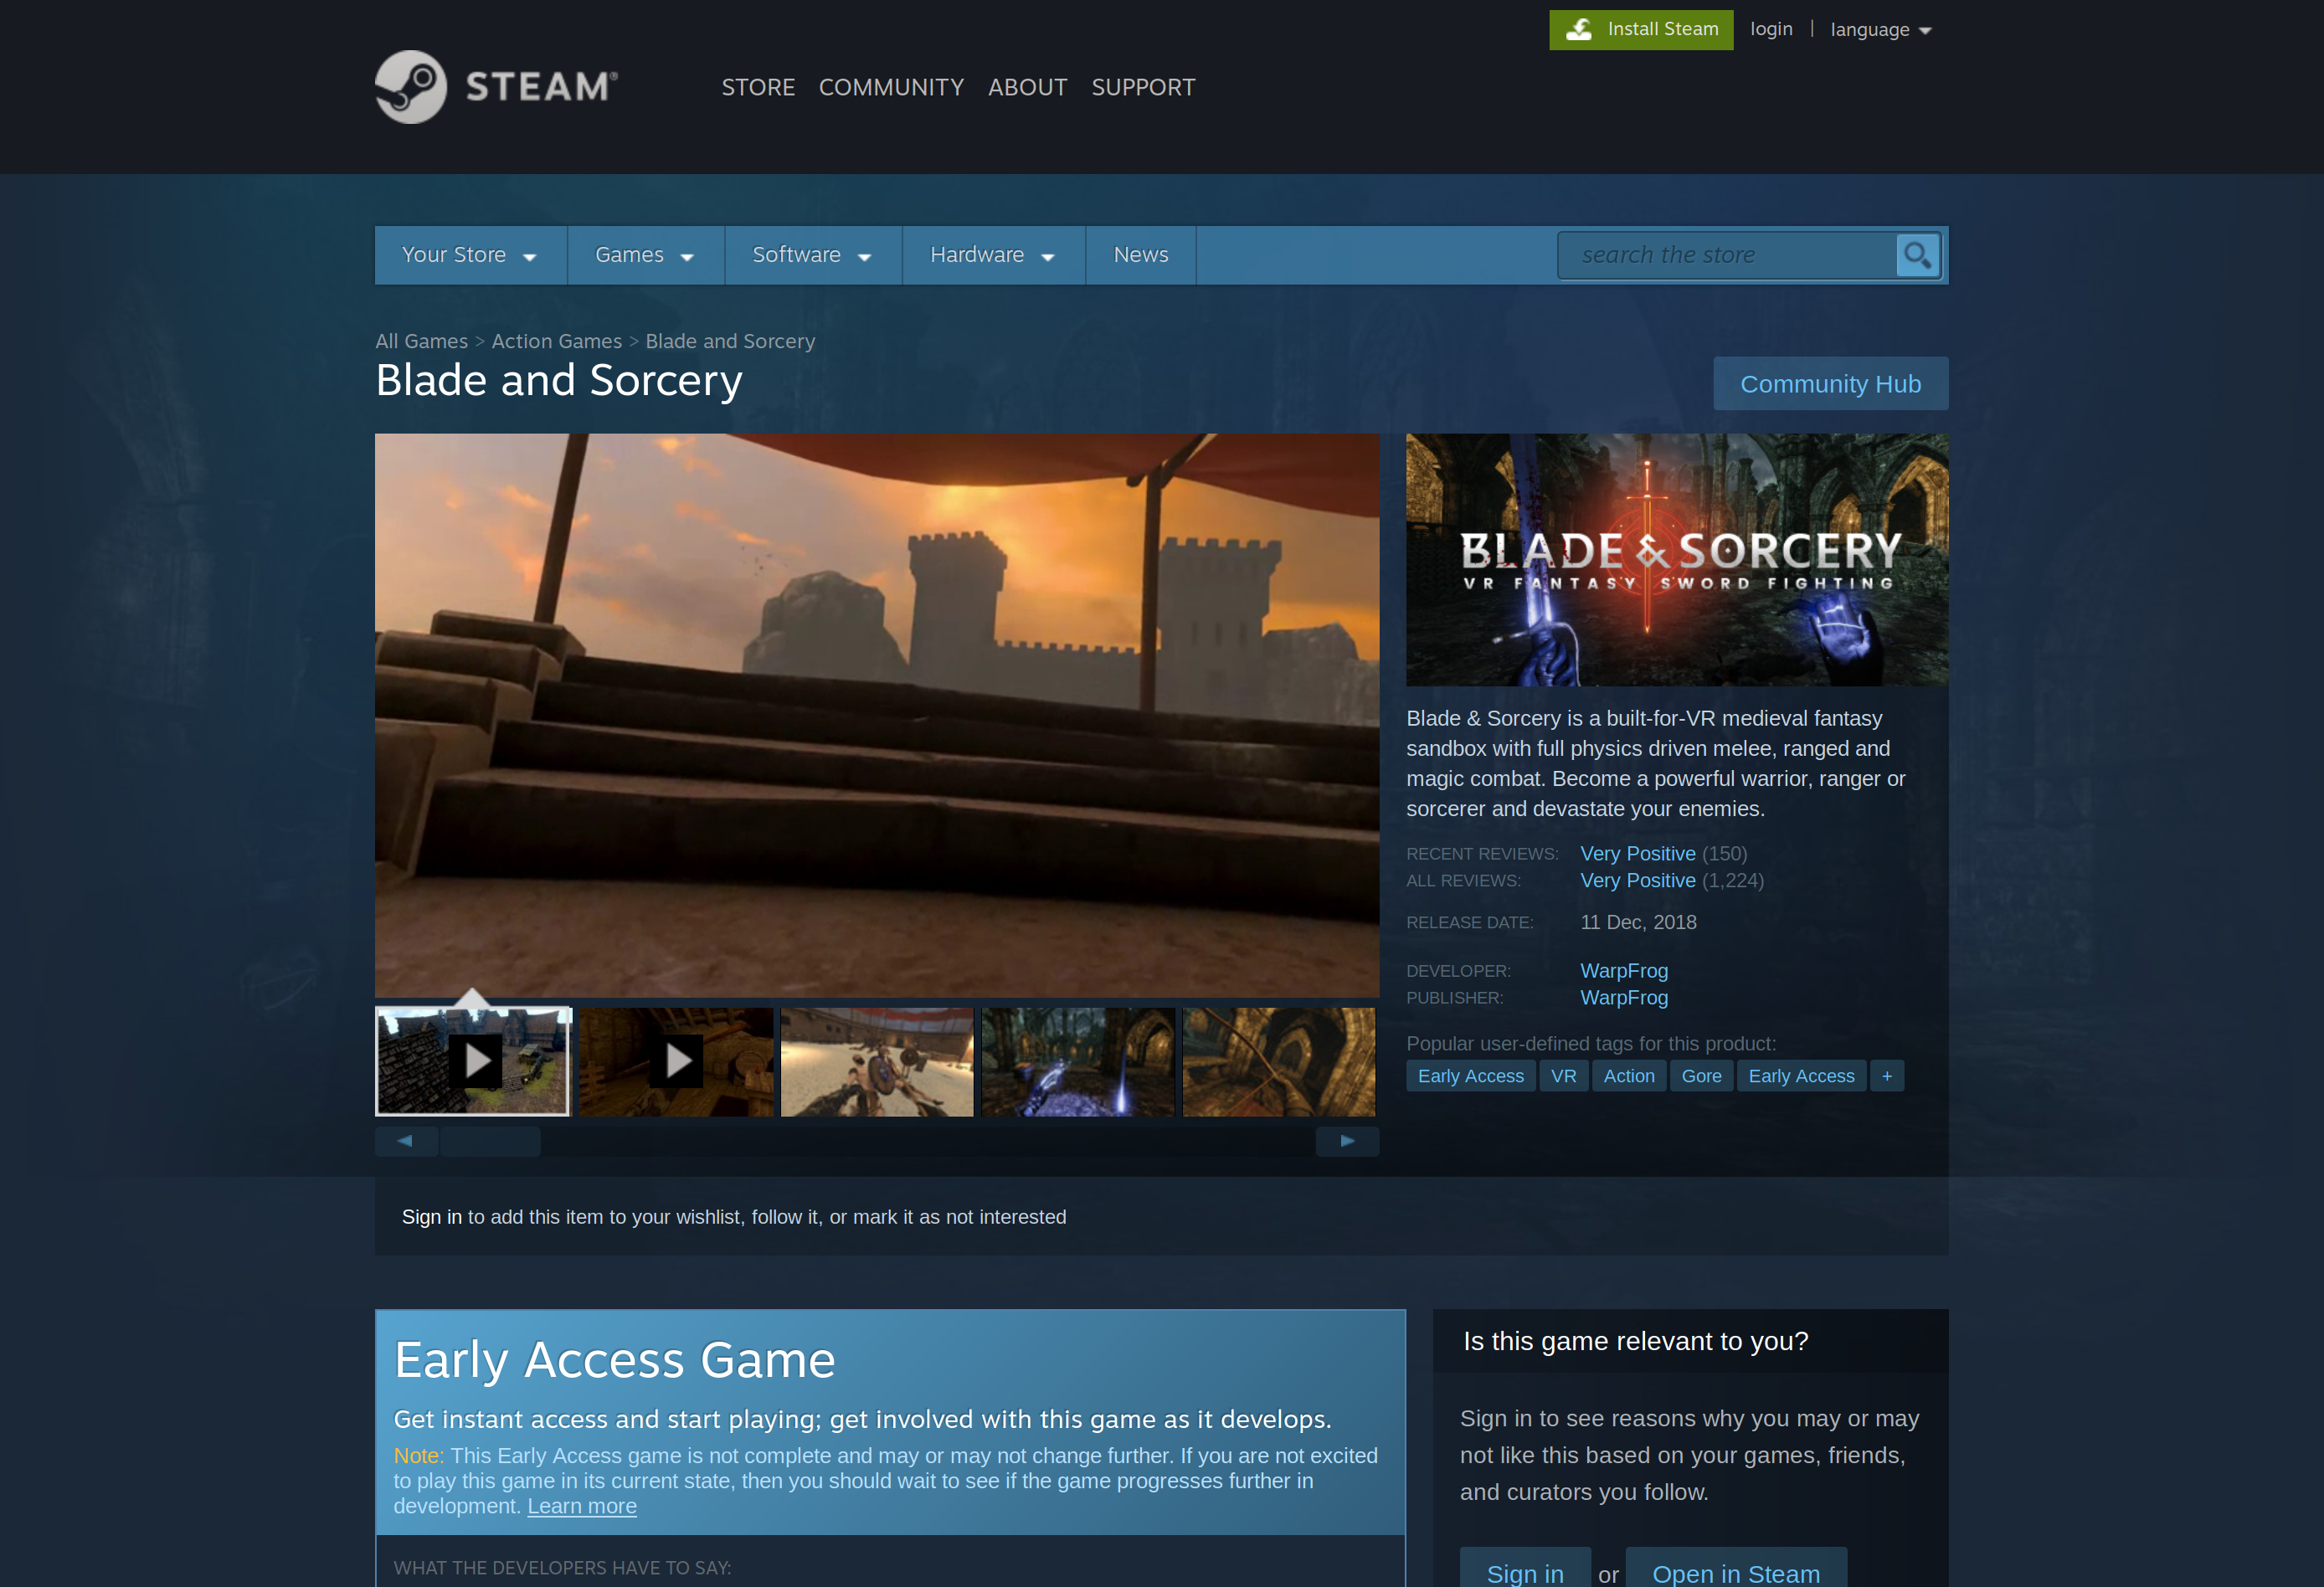 Install Steam
login | language
STEAM®
STORE COMMUNITY ABOUT SUPPORT
Your Store Games Software Hardware News
search the store
All Games > Action Games > Blade and Sorcery
Blade and Sorcery
Community Hub
BLADE & SORCERY
VR FANTASY SWORD FIGHTING
Blade & Sorcery is a built-for-VR medieval fantasy
sandbox with full physics driven melee, ranged and
magic combat. Become a powerful warrior, ranger or
sorcerer and devastate your enemies.
RECENT REVIEWS: Very Positive (150)
ALL REVIEWS: Very Positive (1,224)
RELEASE DATE: 11 Dec, 2018
DEVELOPER: WarpFrog
PUBLISHER: WarpFrog
Popular user-defined tags for this product:
Early Access VR Action Gore Early Access +
Sign in to add this item to your wishlist, follow it, or mark it as not interested
Early Access Game
Get instant access and start playing; get involved with this game as it develops.
Note: This Early Access game is not complete and may or may not change further. If you are not excited
to play this game in its current state, then you should wait to see if the game progresses further in
development. Learn more
WHAT THE DEVELOPERS HAVE TO SAY:
Is this game relevant to you?
Sign in to see reasons why you may or may
not like this based on your games, friends,
and curators you follow.
Sign in or Open in Steam